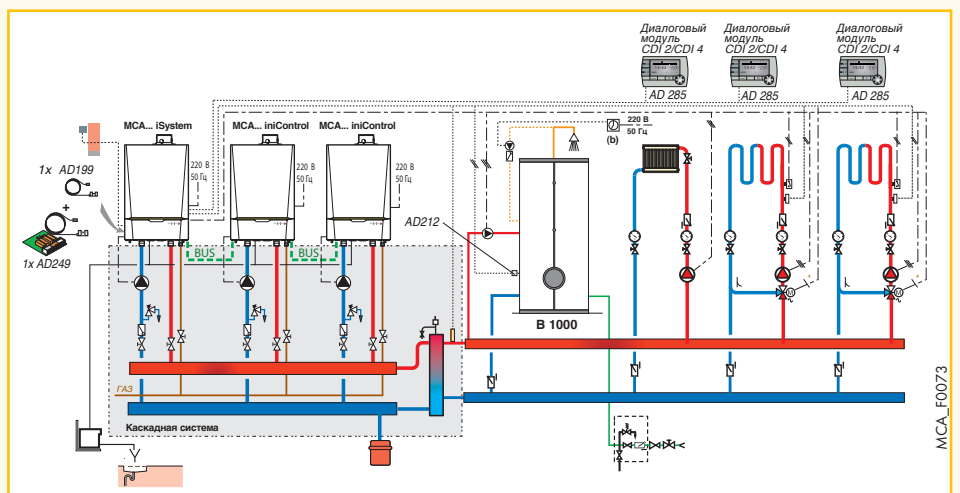 Диалоговый
модуль
CDI 2/CDI 4
AD 285
Диалоговый
модуль
CDI 2/CDI 4
AD 285
Диалоговый
модуль
CDI 2/CDI 4
AD 285
MCA... iSystem
MCA... iniControl
MCA... iniControl
220 В
50 Гц
220 В
50 Гц
220 В
50 Гц
220 В
50 Гц
(b)
1x AD199
+
1x AD249
BUS
BUS
AD212
B 1000
M
M
ГАЗ
Каскадная система
MCA_F0073